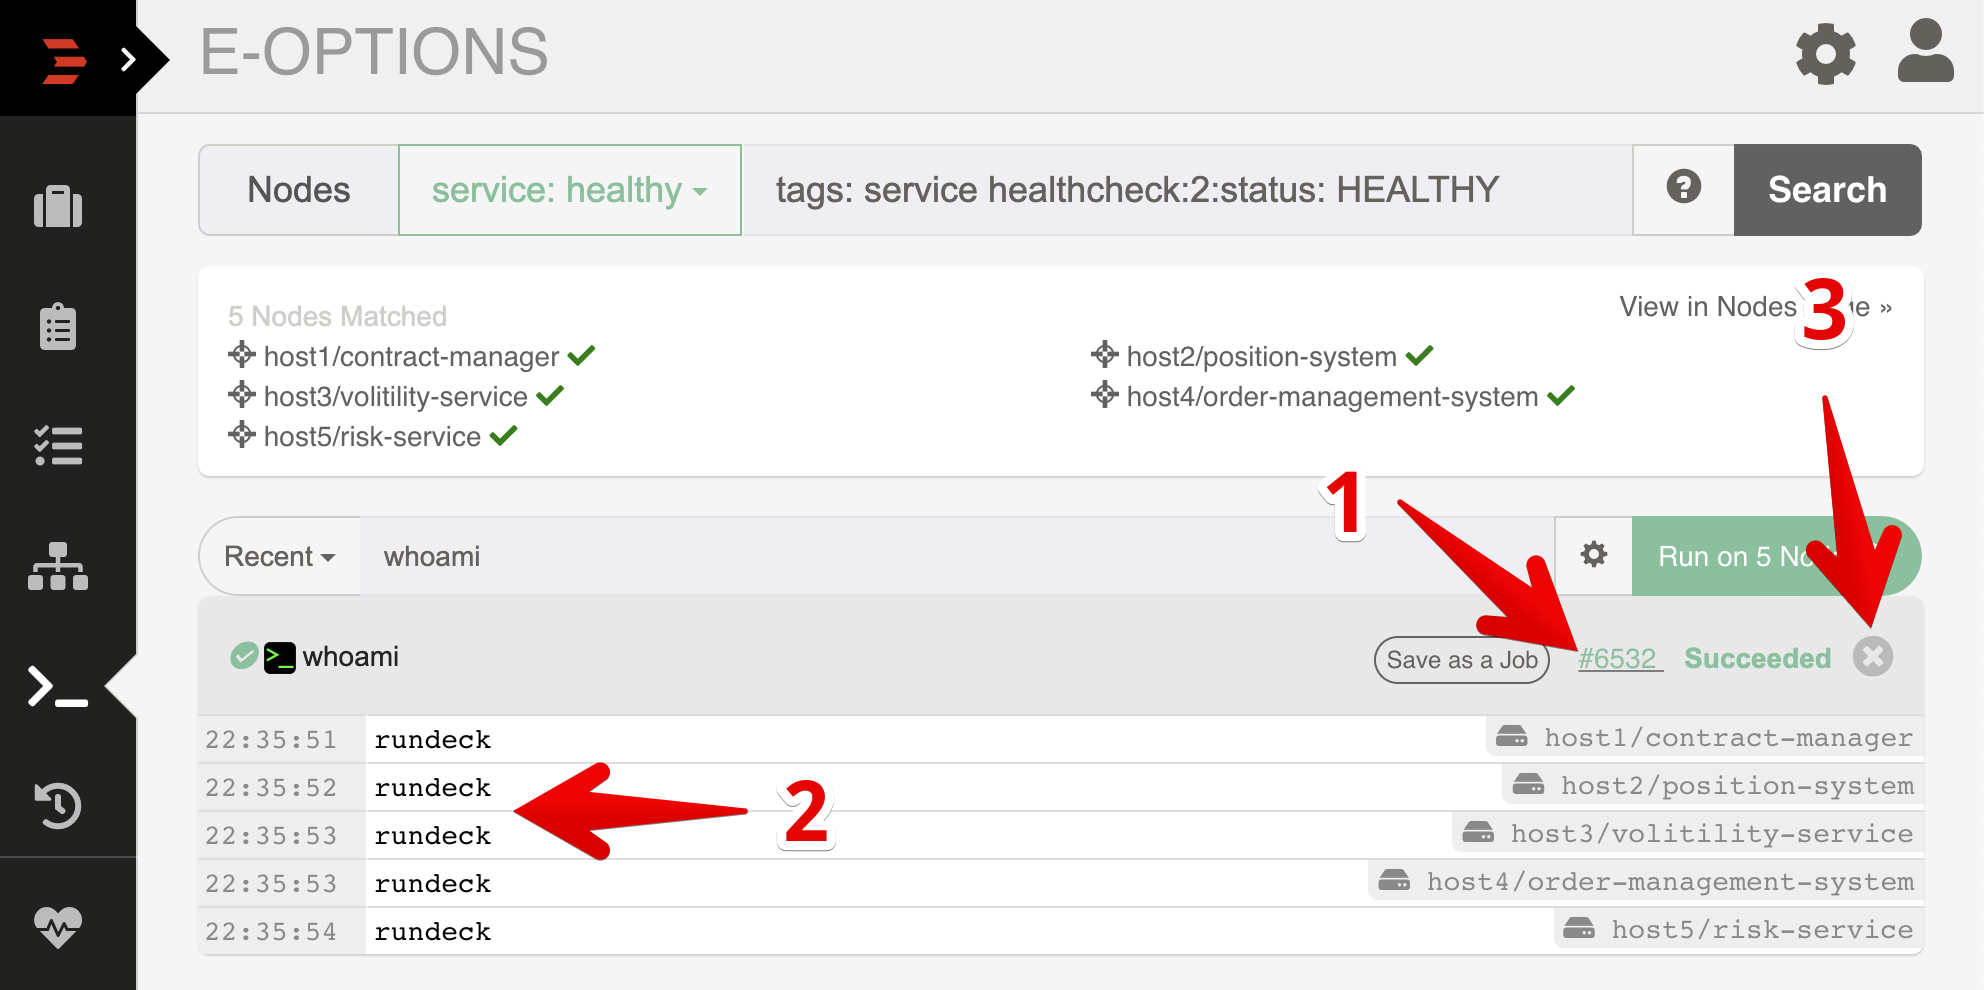 E-OPTIONS
Nodes service: healthy tags: service healthcheck:2:status: HEALTHY ? Search
5 Nodes Matched
View in Nodes »
3
host1/contract-manager host2/position-system
host3/volitility-service host4/order-management-system
host5/risk-service
1
Recent whoami Run on 5
>_ whoami Save as a Job #6532 Succeeded
22:35:51 rundeck host1/contract-manager
22:35:52 rundeck host2/position-system
2
22:35:53 rundeck host3/volitility-service
22:35:53 rundeck host4/order-management-system
22:35:54 rundeck host5/risk-service